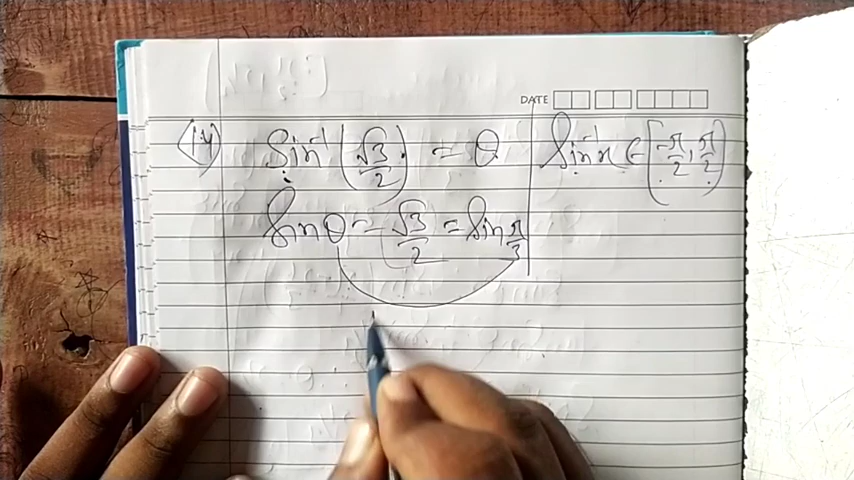 DATE
14 Sin⁻¹(√3/2) = θ
Sin⁻¹x ∈ [-π/2, π/2]
Sinθ = √3/2 = Sin π/3